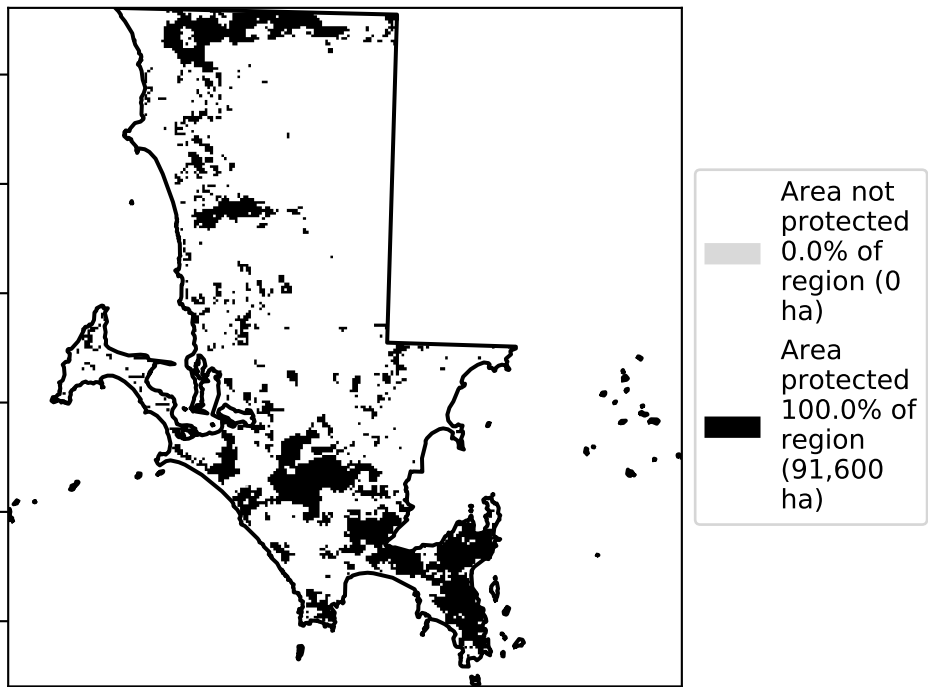 Area not
protected
0.0% of
region (0
ha)
Area
protected
100.0% of
region
(91,600
ha)